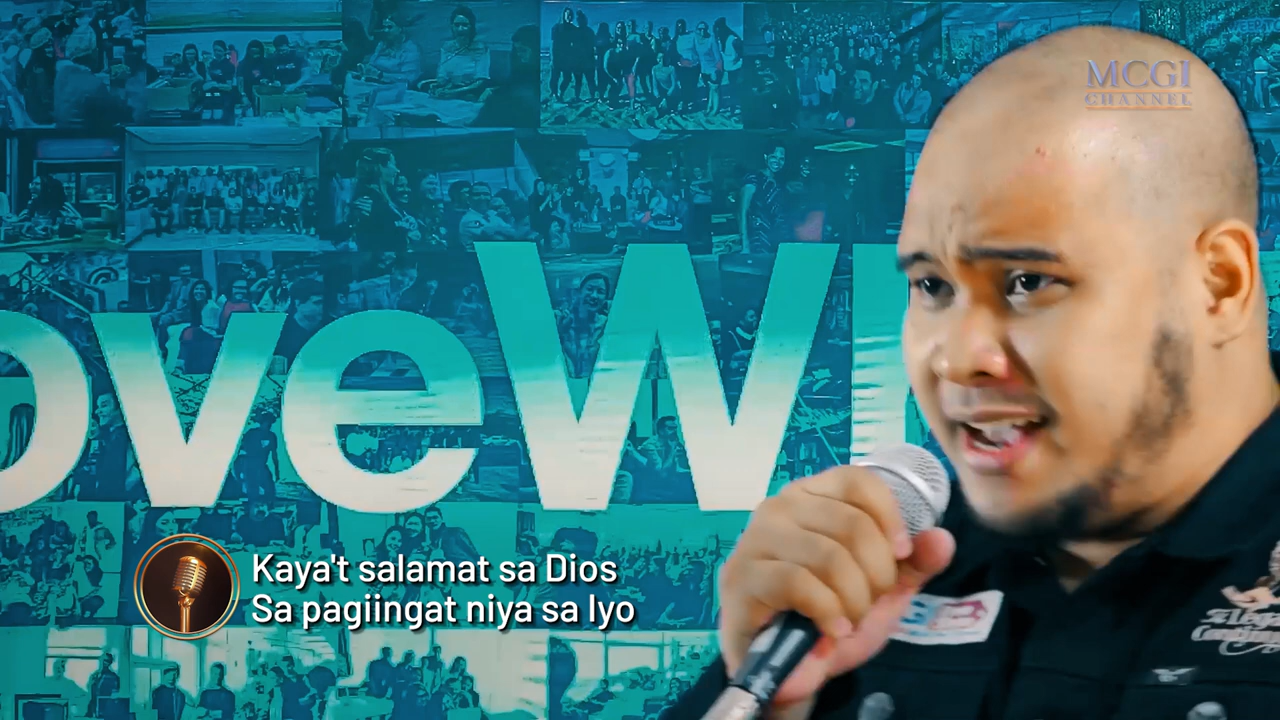 MCGI
CHANNEL
oveW
Kaya't salamat sa Dios
Sa pagiingat niya sa Iyo